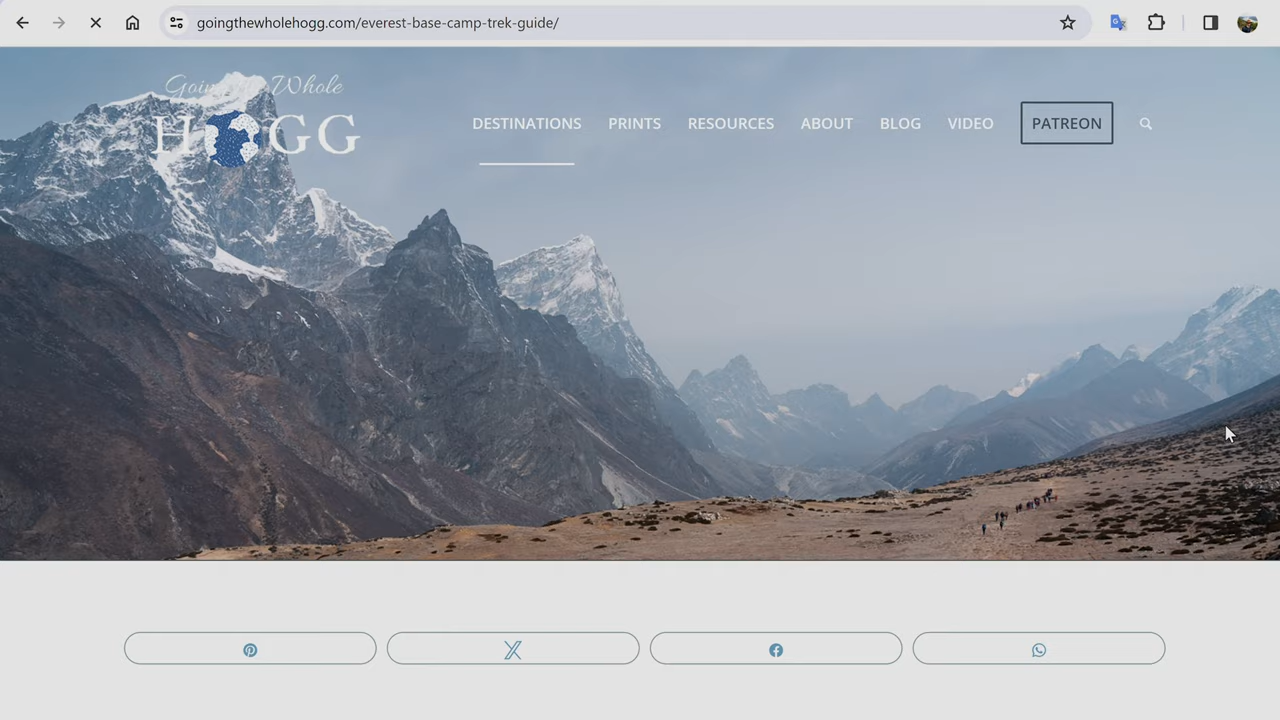 goingthewholehogg.com/everest-base-camp-trek-guide/
Going The Whole
HOGG
DESTINATIONS PRINTS RESOURCES ABOUT BLOG VIDEO PATREON